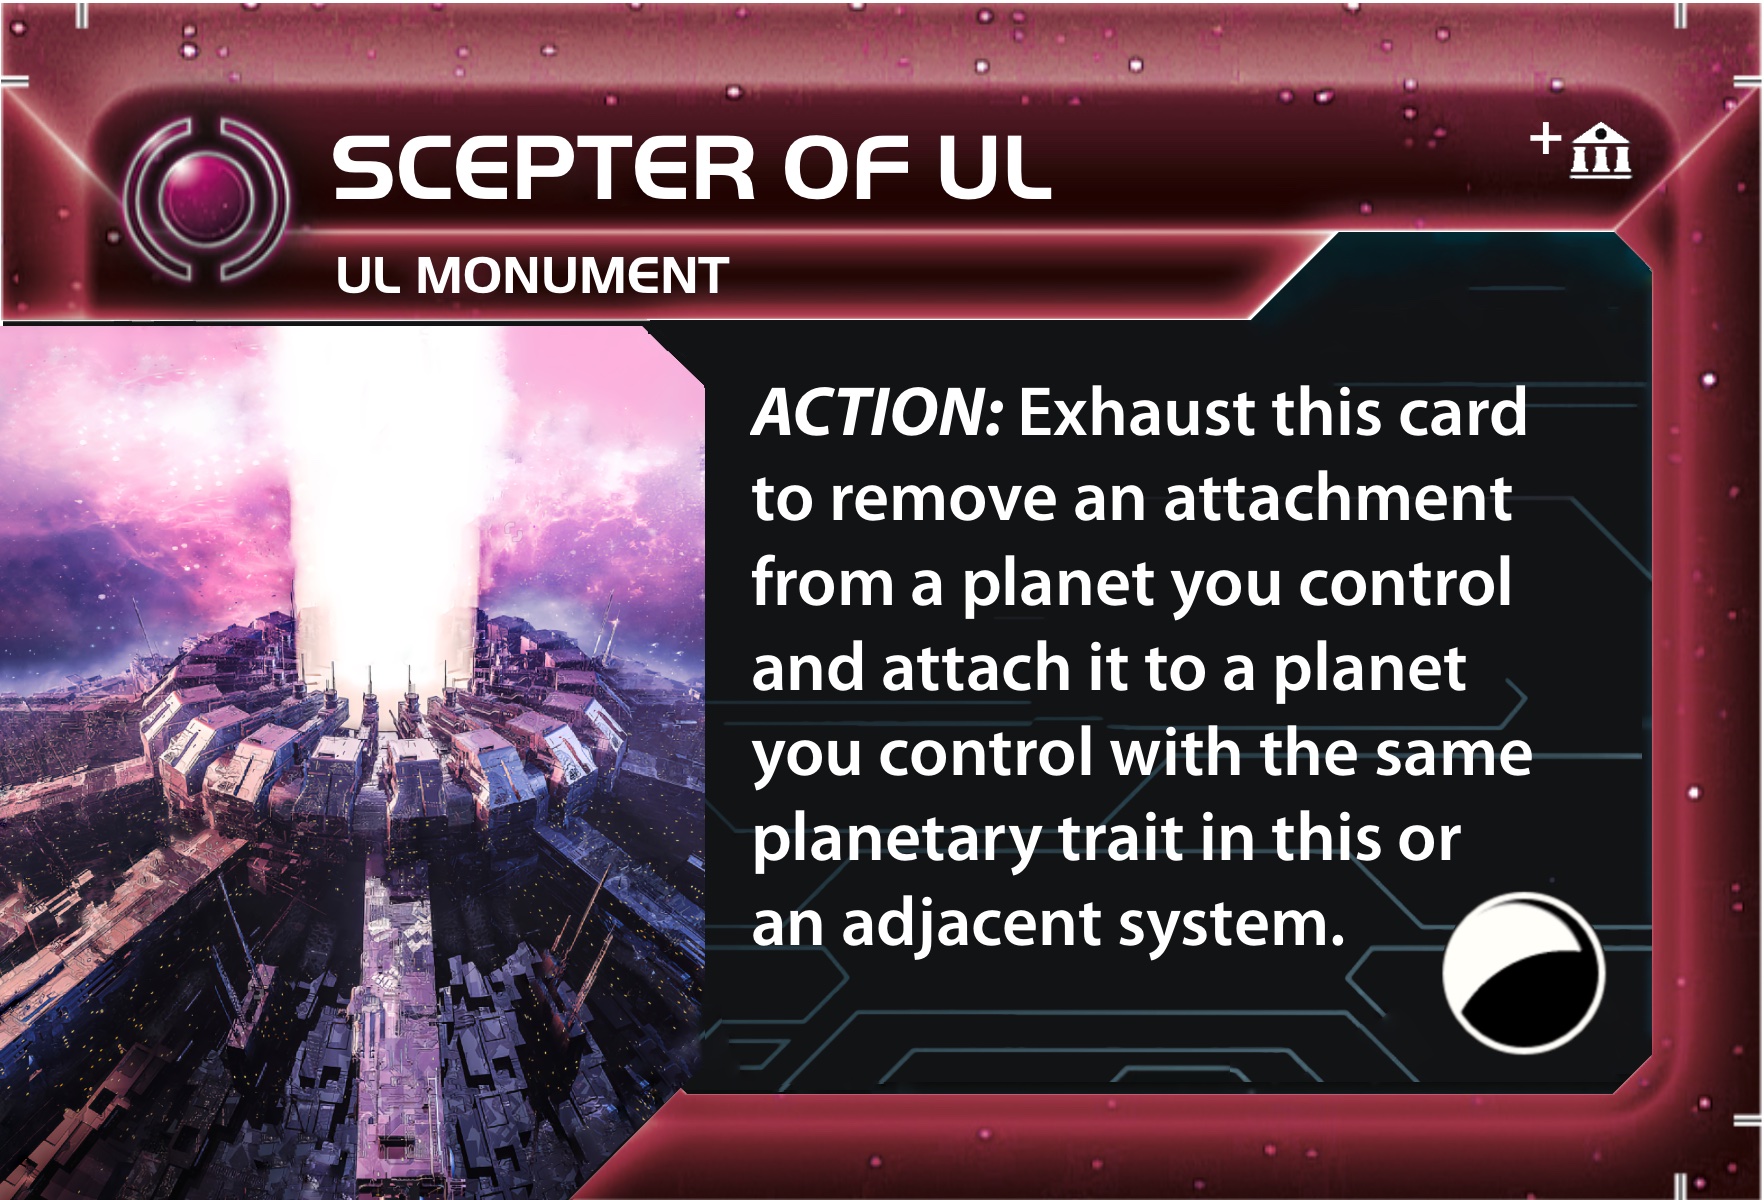 SCEPTER OF UL
+
UL MONUMENT
ACTION: Exhaust this card
to remove an attachment
from a planet you control
and attach it to a planet
you control with the same
planetary trait in this or
an adjacent system.